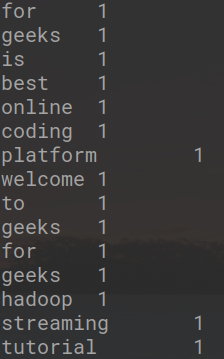 for 1
geeks 1
is 1
best 1
online 1
coding 1
platform 1
welcome 1
to 1
geeks 1
for 1
geeks 1
hadoop 1
streaming 1
tutorial 1